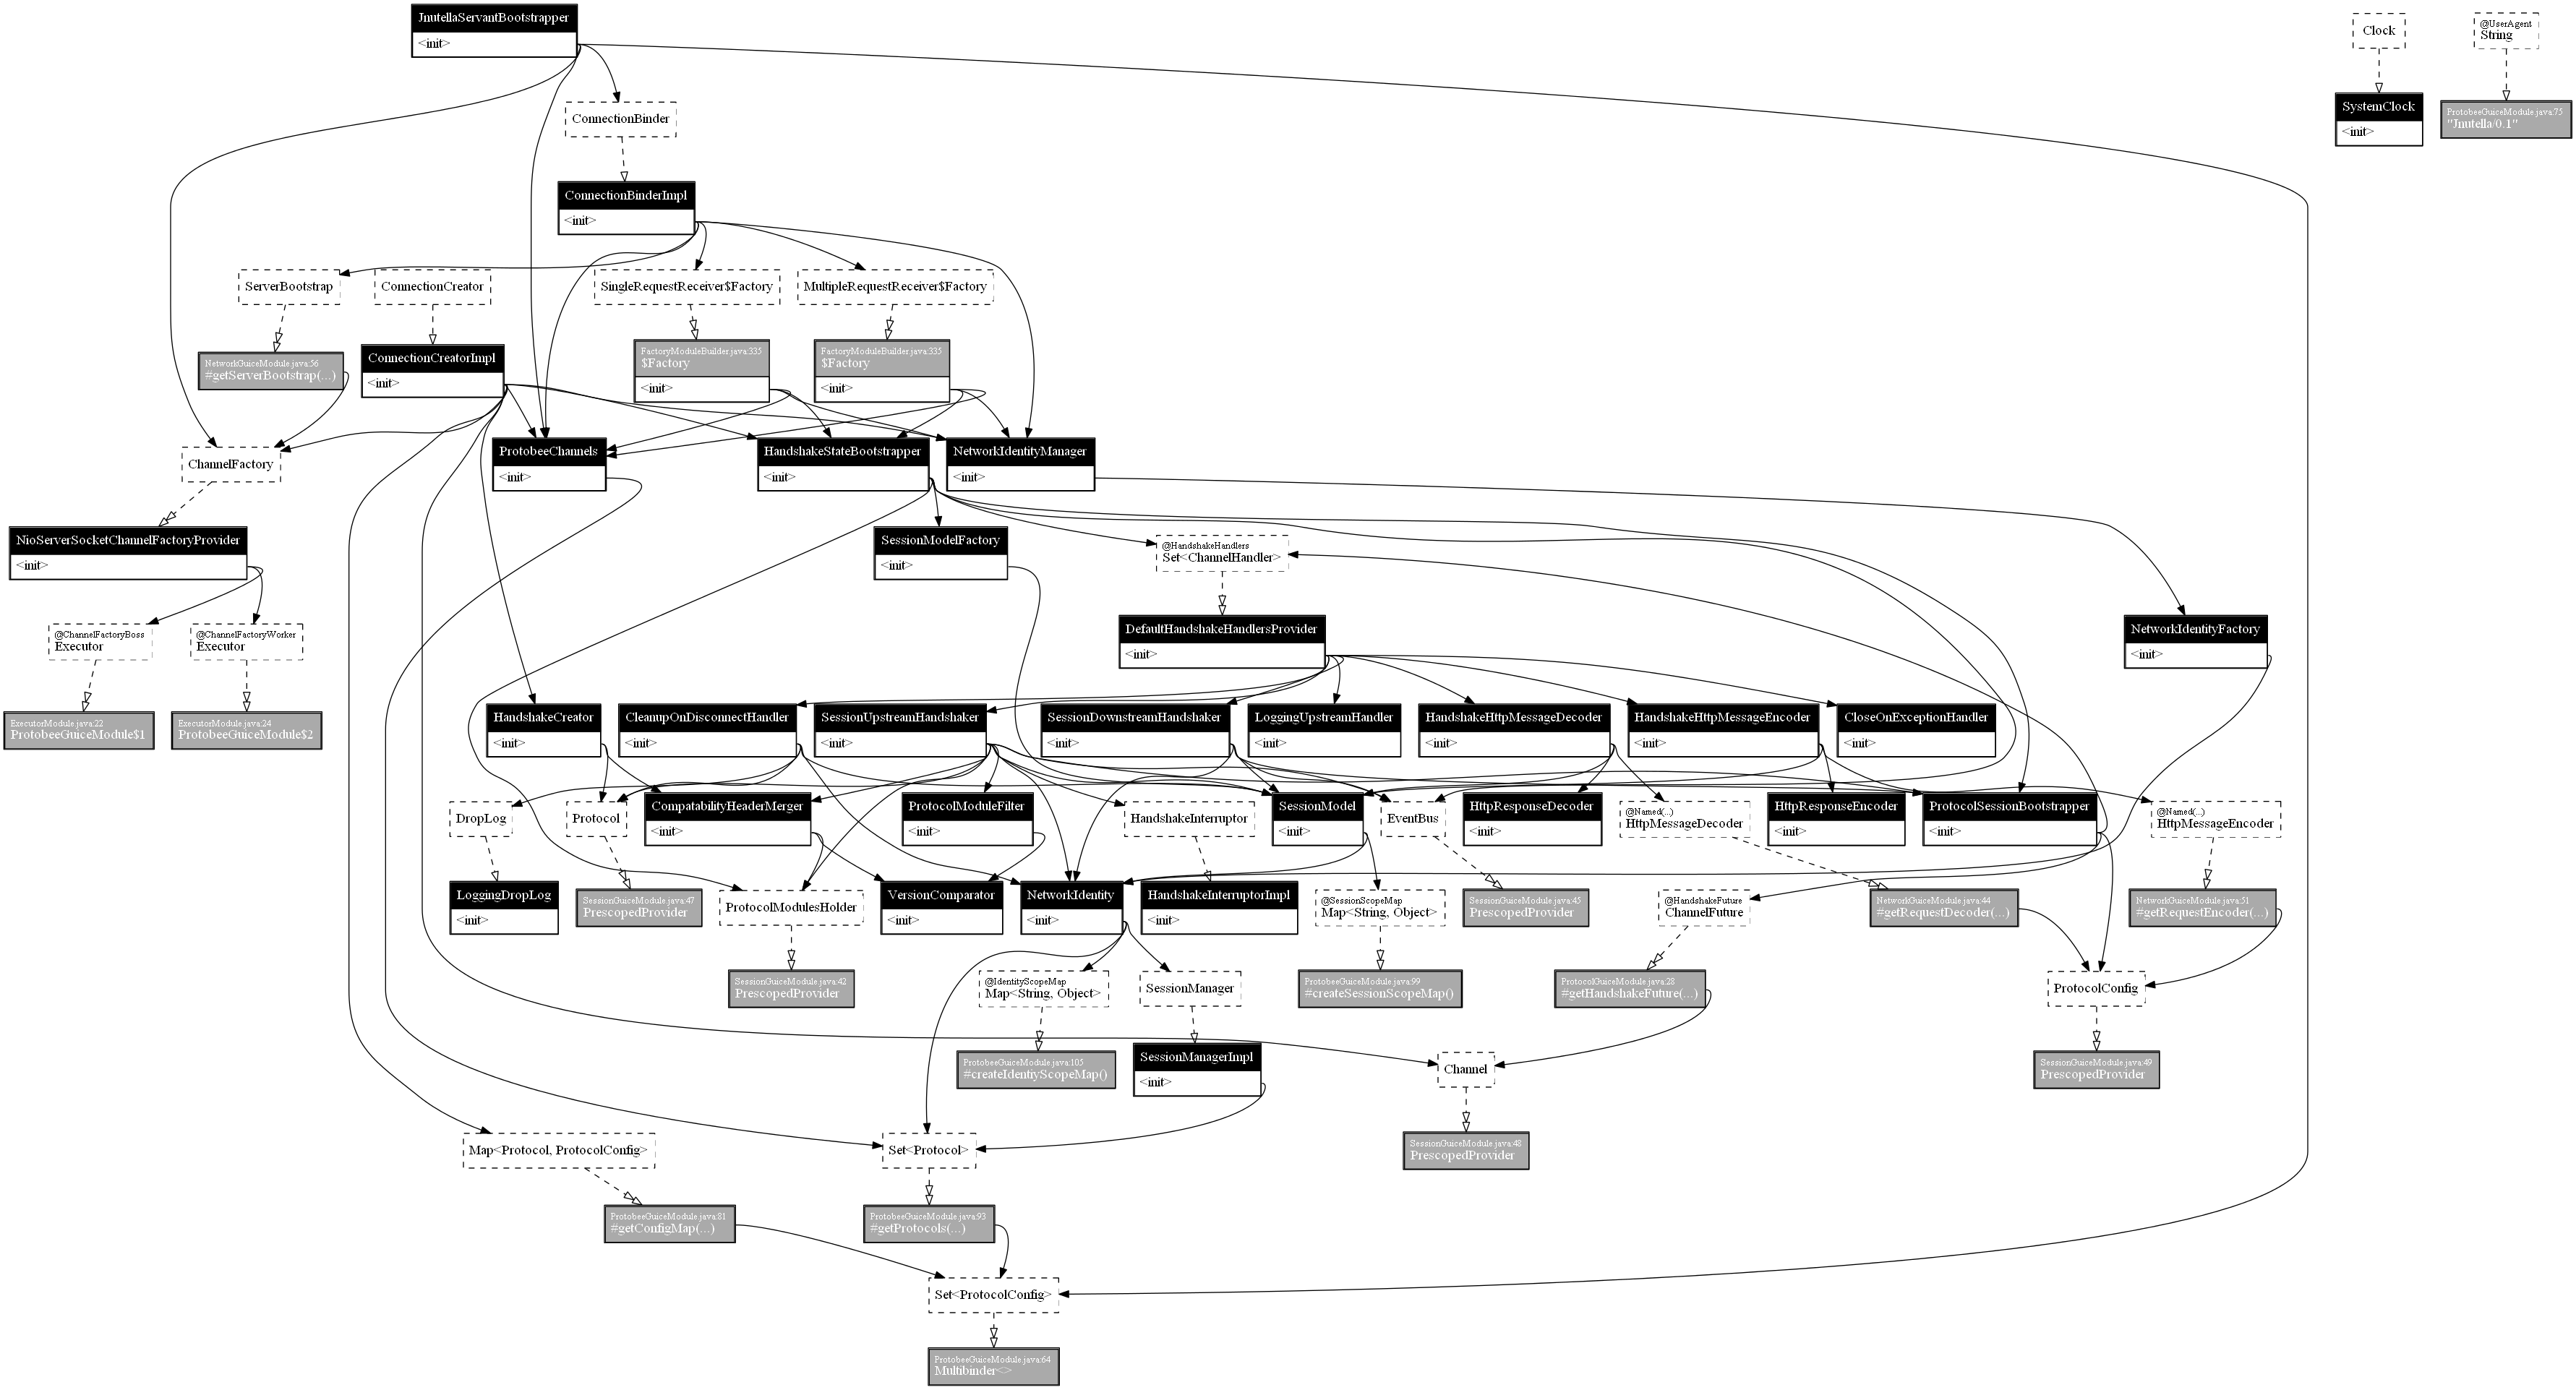 JnutellaServantBootstrapper
<init>
Clock
@UserAgent
String
SystemClock
<init>
ProtobeeGuiceModule.java:75
"Jnutella/0.1"
ConnectionBinder
ConnectionBinderImpl
<init>
ServerBootstrap
ConnectionCreator
SingleRequestReceiver$Factory
MultipleRequestReceiver$Factory
NetworkGuiceModule.java:56
#getServerBootstrap(...)
ConnectionCreatorImpl
<init>
FactoryModuleBuilder.java:335
$Factory
<init>
FactoryModuleBuilder.java:335
$Factory
<init>
ChannelFactory
ProtobeeChannels
<init>
HandshakeStateBootstrapper
<init>
NetworkIdentityManager
<init>
NioServerSocketChannelFactoryProvider
<init>
SessionModelFactory
<init>
@HandshakeHandlers
Set<ChannelHandler>
@ChannelFactoryBoss
Executor
@ChannelFactoryWorker
Executor
DefaultHandshakeHandlersProvider
<init>
NetworkIdentityFactory
<init>
ExecutorModule.java:22
ProtobeeGuiceModule$1
ExecutorModule.java:24
ProtobeeGuiceModule$2
HandshakeCreator
<init>
CleanupOnDisconnectHandler
<init>
SessionUpstreamHandshaker
<init>
SessionDownstreamHandshaker
<init>
LoggingUpstreamHandler
<init>
HandshakeHttpMessageDecoder
<init>
HandshakeHttpMessageEncoder
<init>
CloseOnExceptionHandler
<init>
DropLog
Protocol
CompatabilityHeaderMerger
<init>
ProtocolModuleFilter
<init>
HandshakeInterruptor
SessionModel
<init>
EventBus
HttpResponseDecoder
<init>
@Named(...)
HttpMessageDecoder
HttpResponseEncoder
<init>
ProtocolSessionBootstrapper
<init>
@Named(...)
HttpMessageEncoder
LoggingDropLog
<init>
SessionGuiceModule.java:47
PrescopedProvider
ProtocolModulesHolder
VersionComparator
<init>
NetworkIdentity
<init>
HandshakeInterruptorImpl
<init>
@SessionScopeMap
Map<String, Object>
SessionGuiceModule.java:45
PrescopedProvider
@HandshakeFuture
ChannelFuture
NetworkGuiceModule.java:44
#getRequestDecoder(...)
NetworkGuiceModule.java:51
#getRequestEncoder(...)
SessionGuiceModule.java:42
PrescopedProvider
@IdentityScopeMap
Map<String, Object>
SessionManager
ProtobeeGuiceModule.java:99
#createSessionScopeMap()
ProtocolGuiceModule.java:28
#getHandshakeFuture(...)
ProtocolConfig
ProtobeeGuiceModule.java:105
#createIdentiyScopeMap()
SessionManagerImpl
<init>
Channel
SessionGuiceModule.java:49
PrescopedProvider
Map<Protocol, ProtocolConfig>
Set<Protocol>
SessionGuiceModule.java:48
PrescopedProvider
ProtobeeGuiceModule.java:81
#getConfigMap(...)
ProtobeeGuiceModule.java:93
#getProtocols(...)
Set<ProtocolConfig>
ProtobeeGuiceModule.java:64
Multibinder<>